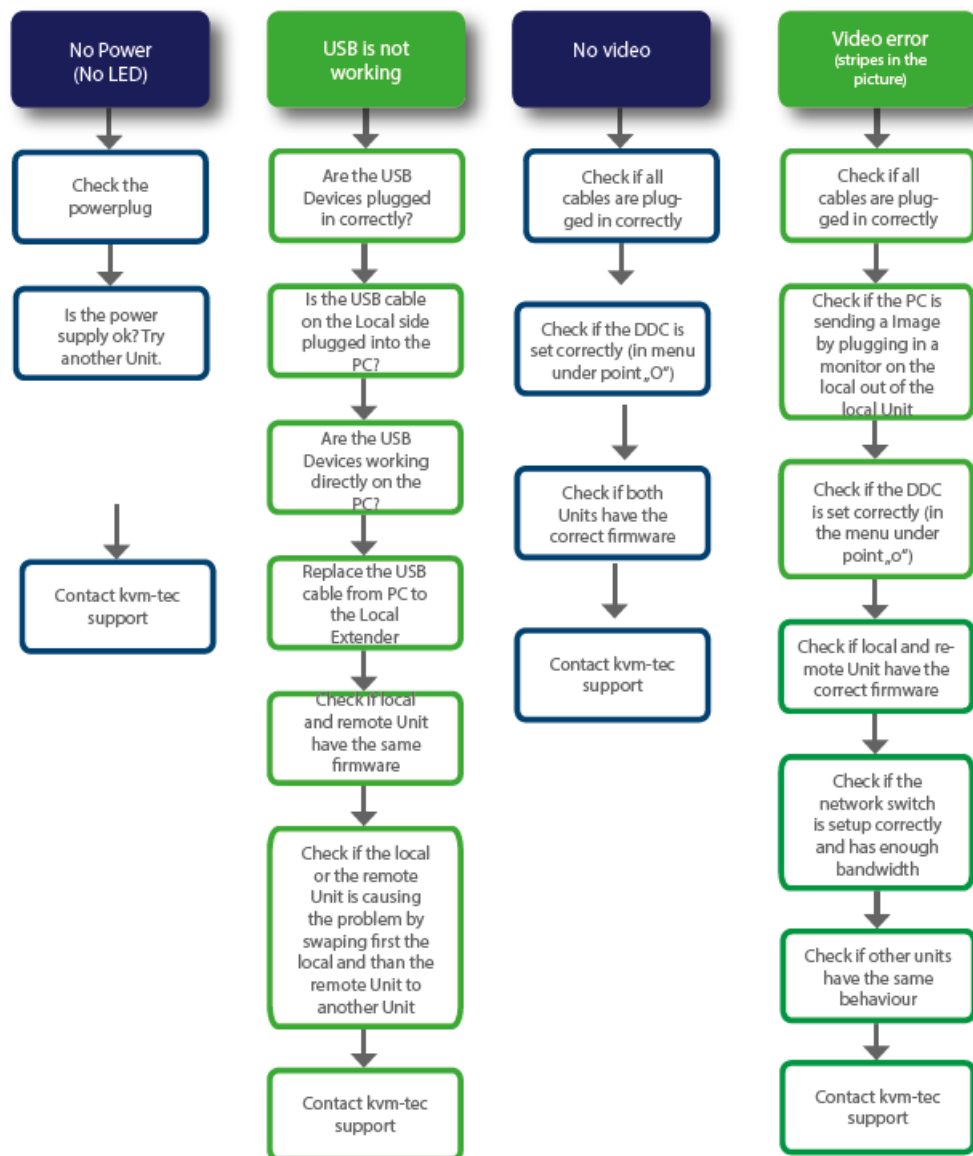 No Power
(No LED)
Check the
powerplug
Is the power
supply ok? Try
another Unit.
Contact kvm-tec
support
USB is not
working
Are the USB
Devices plugged
in correctly?
Is the USB cable
on the Local side
plugged into the
PC?
Are the USB
Devices working
directly on the
PC?
Replace the USB
cable from PC to
the Local
Extender
Check if local
and remote Unit
have the same
firmware
Check if the local
or the remote
Unit is causing
the problem by
swaping first the
local and than the
remote Unit to
another Unit
Contact kvm-tec
support
No video
Check if all
cables are plug-
ged in correctly
Check if the DDC is
set correctly (in menu
under point „O“)
Check if both
Units have the
correct firmware
Contact kvm-tec
support
Video error
(stripes in the
picture)
Check if all
cables are plug-
ged in correctly
Check if the PC is
sending a Image
by plugging in a
monitor on the
local out of the
local Unit
Check if the DDC
is set correctly (in
the menu under
point „o“)
Check if local and re-
mote Unit have the
correct firmware
Check if the
network switch
is setup correctly
and has enough
bandwidth
Check if other units
have the same
behaviour
Contact kvm-tec
support